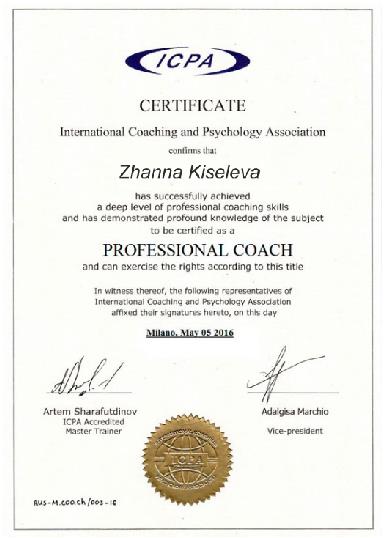 ICPA
CERTIFICATE
International Coaching and Psychology Association
confirms that
Zhanna Kiseleva
has successfully achieved
a deep level of professional coaching skills
and has demonstrated profound knowledge of the subject
to be certified as a
PROFESSIONAL COACH
and can exercise the rights according to this title
In witness thereof, the following representatives of
International Coaching and Psychology Association
affixed their signatures hereto, on this day
Milano, May 05 2016
Artem Sharafutdinov
ICPA Accredited
Master Trainer
Adalgisa Marchio
Vice-president
ICPA
RUS-M.COACH/003-16